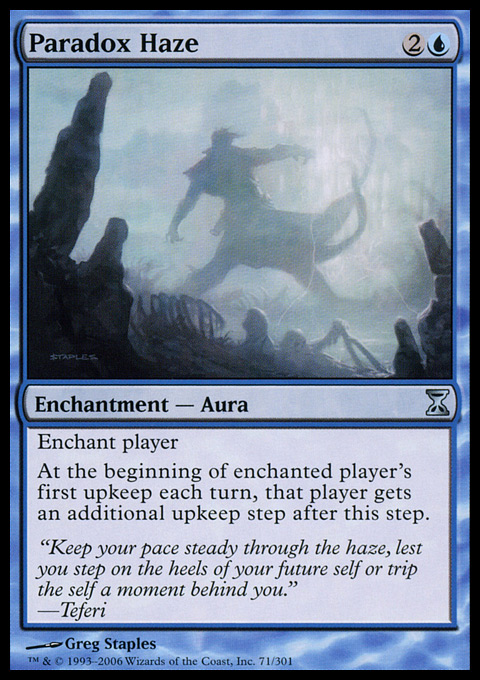 Paradox Haze 2
STAPLES
Enchantment — Aura
Enchant player
At the beginning of enchanted player's
first upkeep each turn, that player gets
an additional upkeep step after this step.
“Keep your pace steady through the haze, lest
you step on the heels of your future self or trip
the self a moment behind you.”
—Teferi
Greg Staples
™ & © 1993–2006 Wizards of the Coast, Inc. 71/301